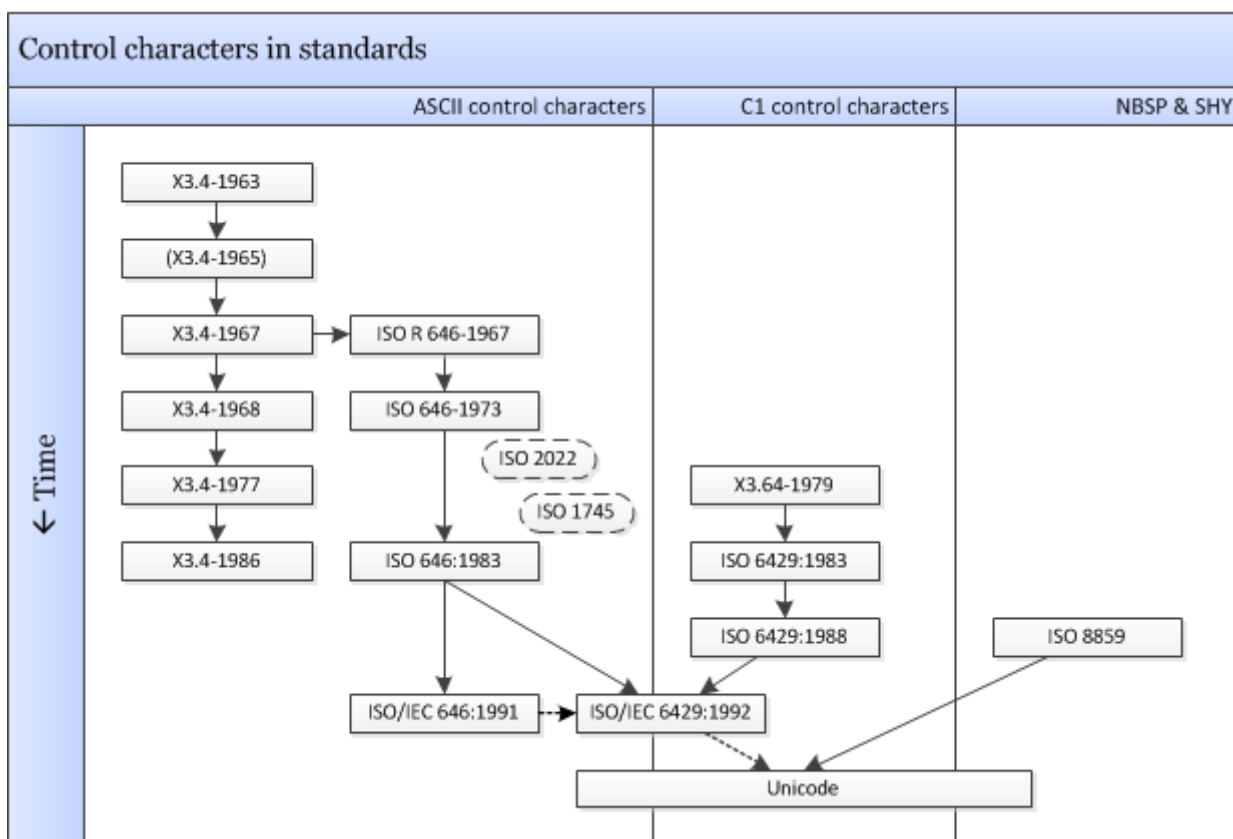 Control characters in standards
ASCII control characters
C1 control characters
NBSP & SHY
← Time
X3.4-1963
(X3.4-1965)
X3.4-1967
ISO R 646-1967
X3.4-1968
ISO 646-1973
ISO 2022
X3.4-1977
X3.64-1979
ISO 1745
X3.4-1986
ISO 646:1983
ISO 6429:1983
ISO 6429:1988
ISO 8859
ISO/IEC 646:1991
ISO/IEC 6429:1992
Unicode